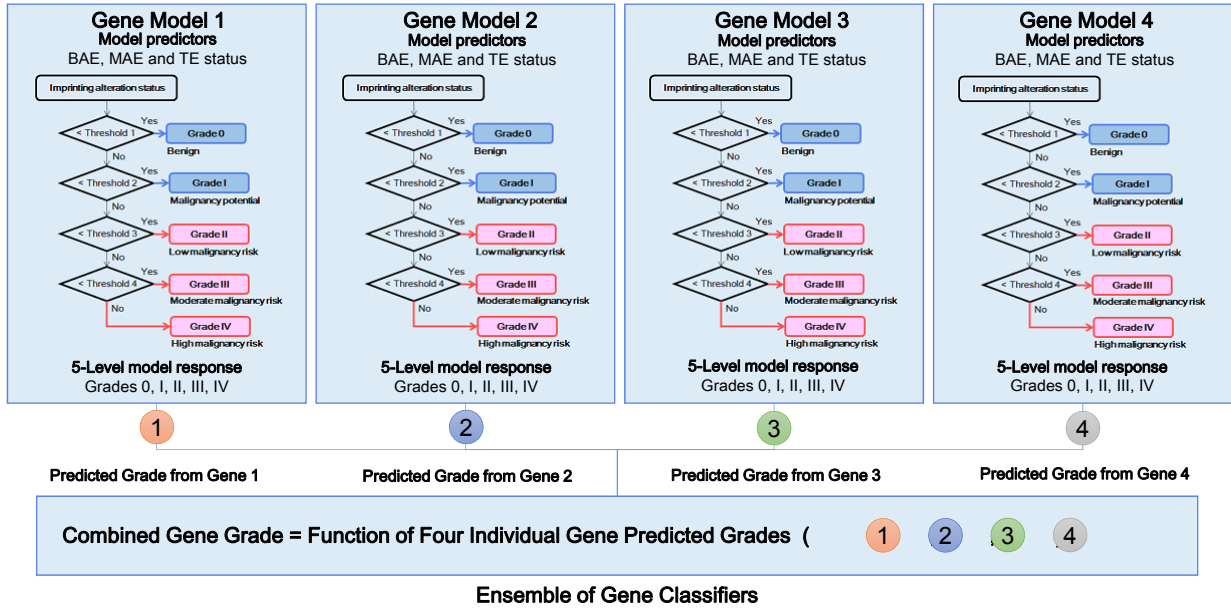 Gene Model 1
Model predictors
BAE, MAE and TE status
Imprinting alteration status
< Threshold 1
Yes
Grade 0
Benign
No
< Threshold 2
Yes
Grade I
Malignancy potential
No
< Threshold 3
Yes
Grade II
Low malignancy risk
No
< Threshold 4
Yes
Grade III
Moderate malignancy risk
No
Grade IV
High malignancy risk
5-Level model response
Grades 0, I, II, III, IV
Gene Model 2
Model predictors
BAE, MAE and TE status
Imprinting alteration status
< Threshold 1
Yes
Grade 0
Benign
No
< Threshold 2
Yes
Grade I
Malignancy potential
No
< Threshold 3
Yes
Grade II
Low malignancy risk
No
< Threshold 4
Yes
Grade III
Moderate malignancy risk
No
Grade IV
High malignancy risk
5-Level model response
Grades 0, I, II, III, IV
Gene Model 3
Model predictors
BAE, MAE and TE status
Imprinting alteration status
< Threshold 1
Yes
Grade 0
Benign
No
< Threshold 2
Yes
Grade I
Malignancy potential
No
< Threshold 3
Yes
Grade II
Low malignancy risk
No
< Threshold 4
Yes
Grade III
Moderate malignancy risk
No
Grade IV
High malignancy risk
5-Level model response
Grades 0, I, II, III, IV
Gene Model 4
Model predictors
BAE, MAE and TE status
Imprinting alteration status
< Threshold 1
Yes
Grade 0
Benign
No
< Threshold 2
Yes
Grade I
Malignancy potential
No
< Threshold 3
Yes
Grade II
Low malignancy risk
No
< Threshold 4
Yes
Grade III
Moderate malignancy risk
No
Grade IV
High malignancy risk
5-Level model response
Grades 0, I, II, III, IV
1
2
3
4
Predicted Grade from Gene 1
Predicted Grade from Gene 2
Predicted Grade from Gene 3
Predicted Grade from Gene 4
Combined Gene Grade = Function of Four Individual Gene Predicted Grades ( 1 2 , 3 4
Ensemble of Gene Classifiers